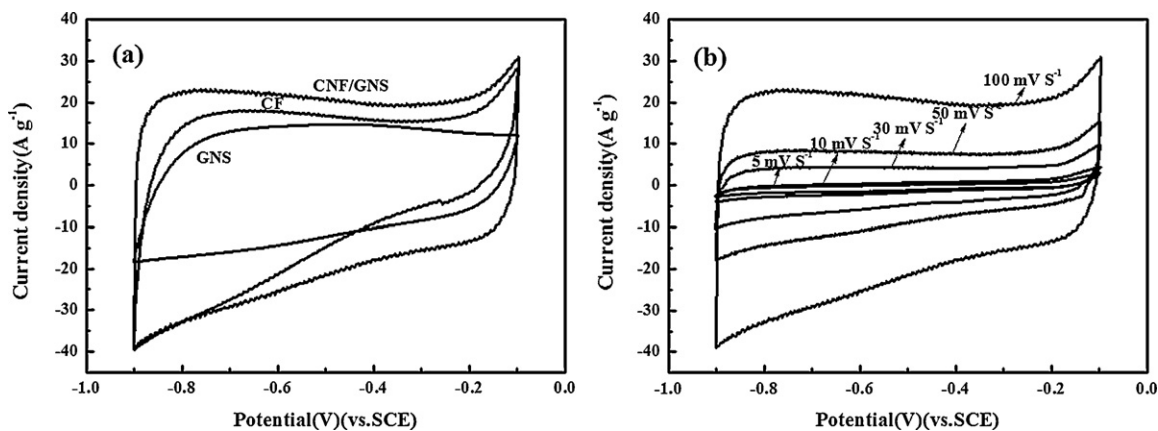 (a)
CNF/GNS
CF
GNS
40
30
20
10
0
-10
-20
-30
-40
Current density(A g⁻¹)
-1.0 -0.8 -0.6 -0.4 -0.2 0.0
Potential(V)(vs.SCE)
(b)
100 mV S⁻¹
50 mV S⁻¹
30 mV S⁻¹
10 mV S⁻¹
5 mV S⁻¹
40
30
20
10
0
-10
-20
-30
-40
Current density(A g⁻¹)
-1.0 -0.8 -0.6 -0.4 -0.2 0.0
Potential(V)(vs.SCE)